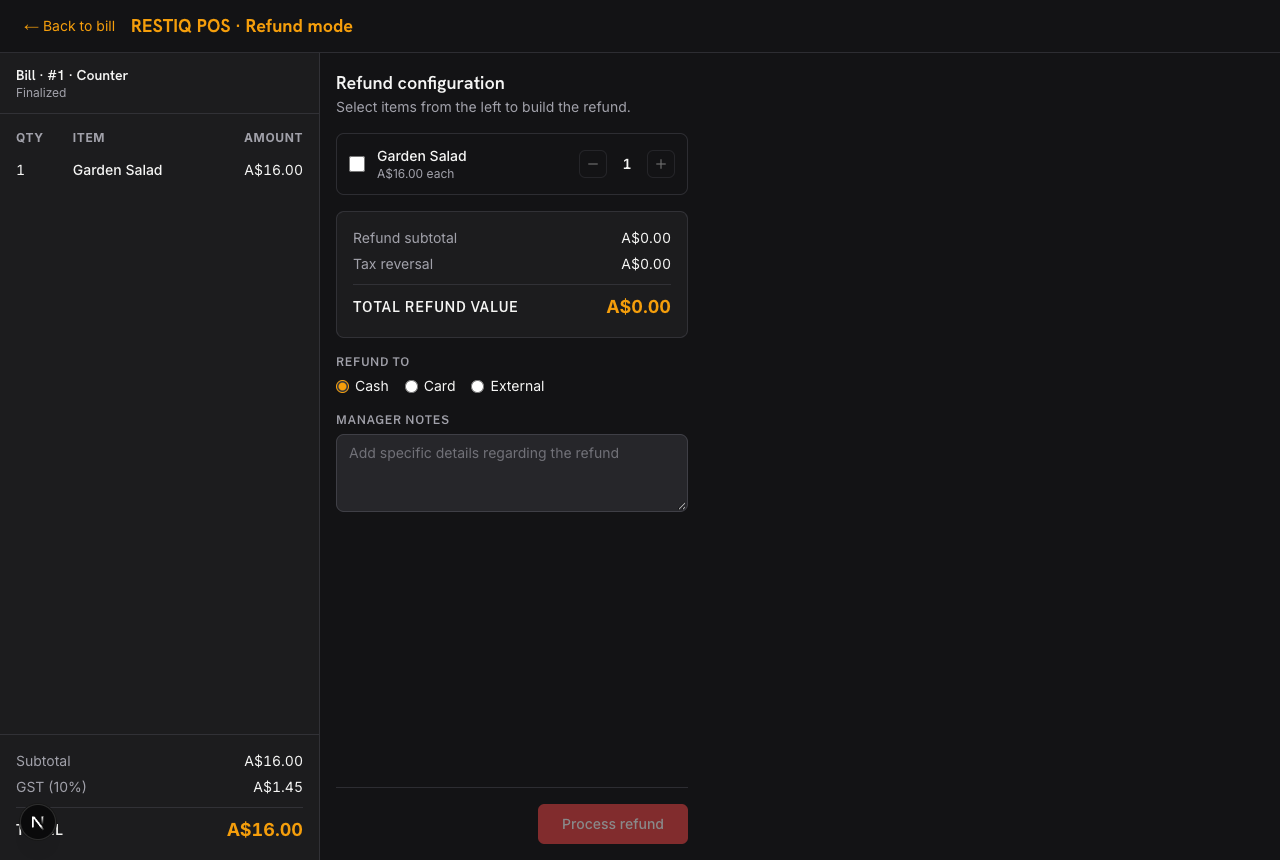 ← Back to bill RESTIQ POS · Refund mode
Bill · #1 · Counter
Finalized
QTY ITEM AMOUNT
1 Garden Salad A$16.00
Subtotal A$16.00
GST (10%) A$1.45
A$16.00
N
Refund configuration
Select items from the left to build the refund.
Garden Salad
A$16.00 each
− 1 +
Refund subtotal A$0.00
Tax reversal A$0.00
TOTAL REFUND VALUE A$0.00
REFUND TO
Cash Card External
MANAGER NOTES
Add specific details regarding the refund
Process refund